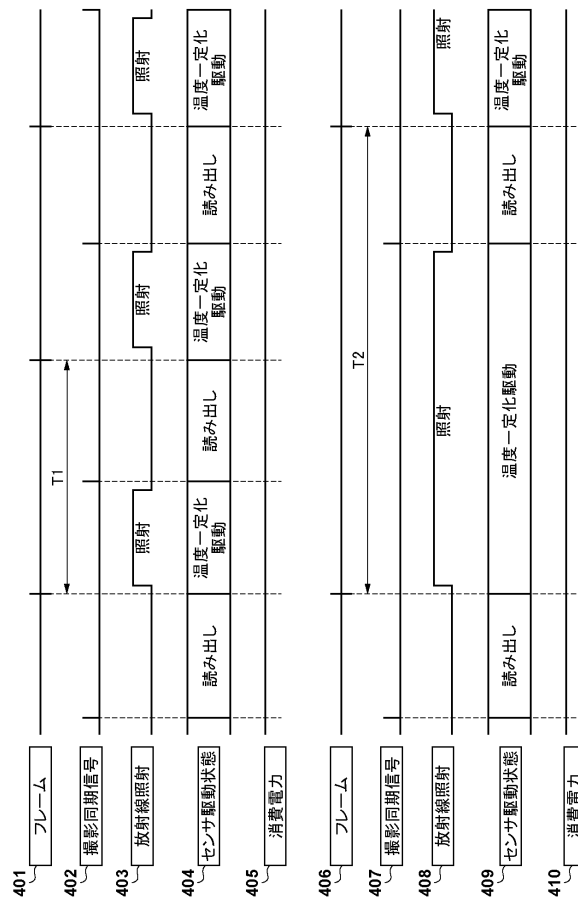 401
フレーム
T1
402
撮影同期信号
403
放射線照射
照射
照射
照射
404
センサ駆動状態
読み出し
温度一定化
駆動
読み出し
温度一定化
駆動
読み出し
温度一定化
駆動
405
消費電力
406
フレーム
T2
407
撮影同期信号
408
放射線照射
照射
照射
409
センサ駆動状態
読み出し
温度一定化駆動
読み出し
温度一定化
駆動
410
消費電力